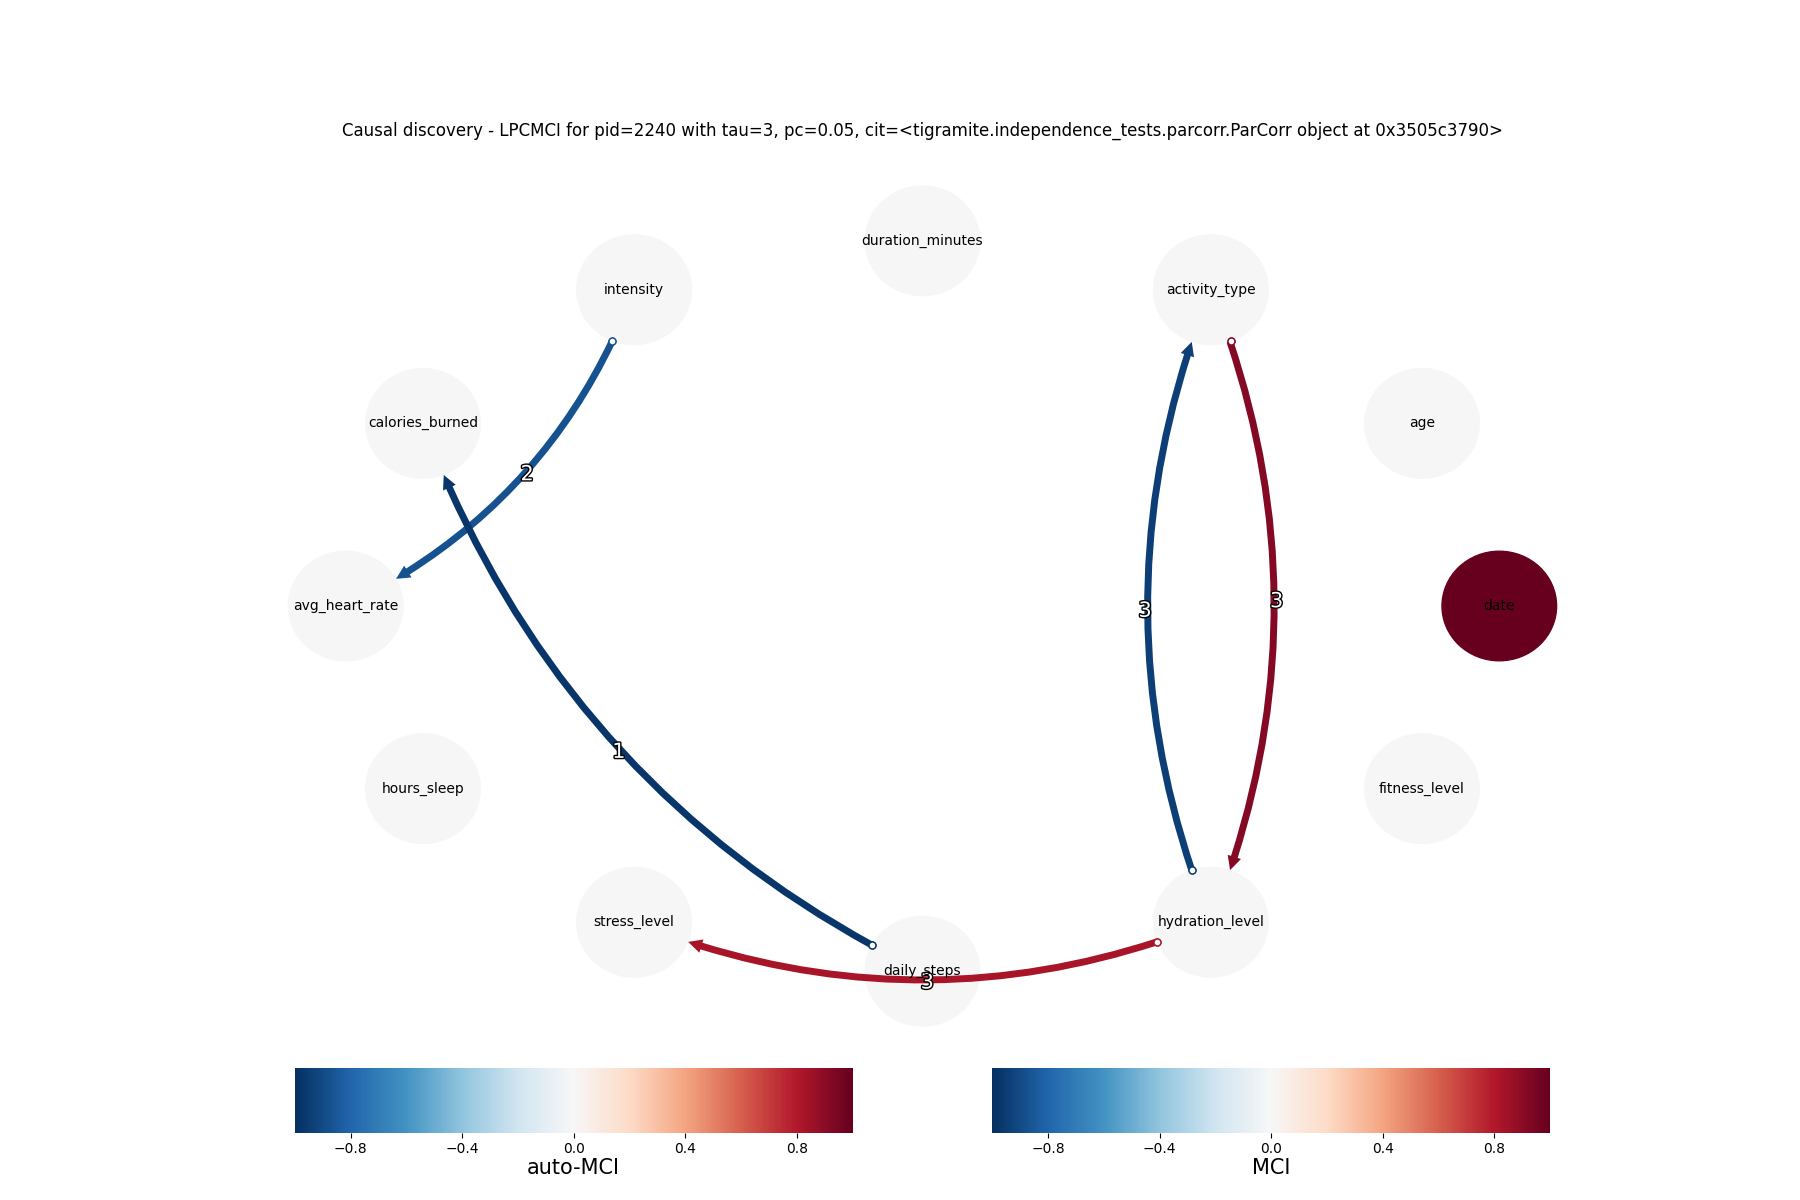 Causal discovery - LPCMCI for pid=2240 with tau=3, pc=0.05, cit=<tigramite.independence_tests.parcorr.ParCorr object at 0x3505c3790>
duration_minutes
intensity
activity_type
calories_burned
age
2
avg_heart_rate
3
3
date
1
hours_sleep
fitness_level
stress_level
hydration_level
daily_steps
3
−0.8 −0.4 0.0 0.4 0.8
auto-MCI
−0.8 −0.4 0.0 0.4 0.8
MCI